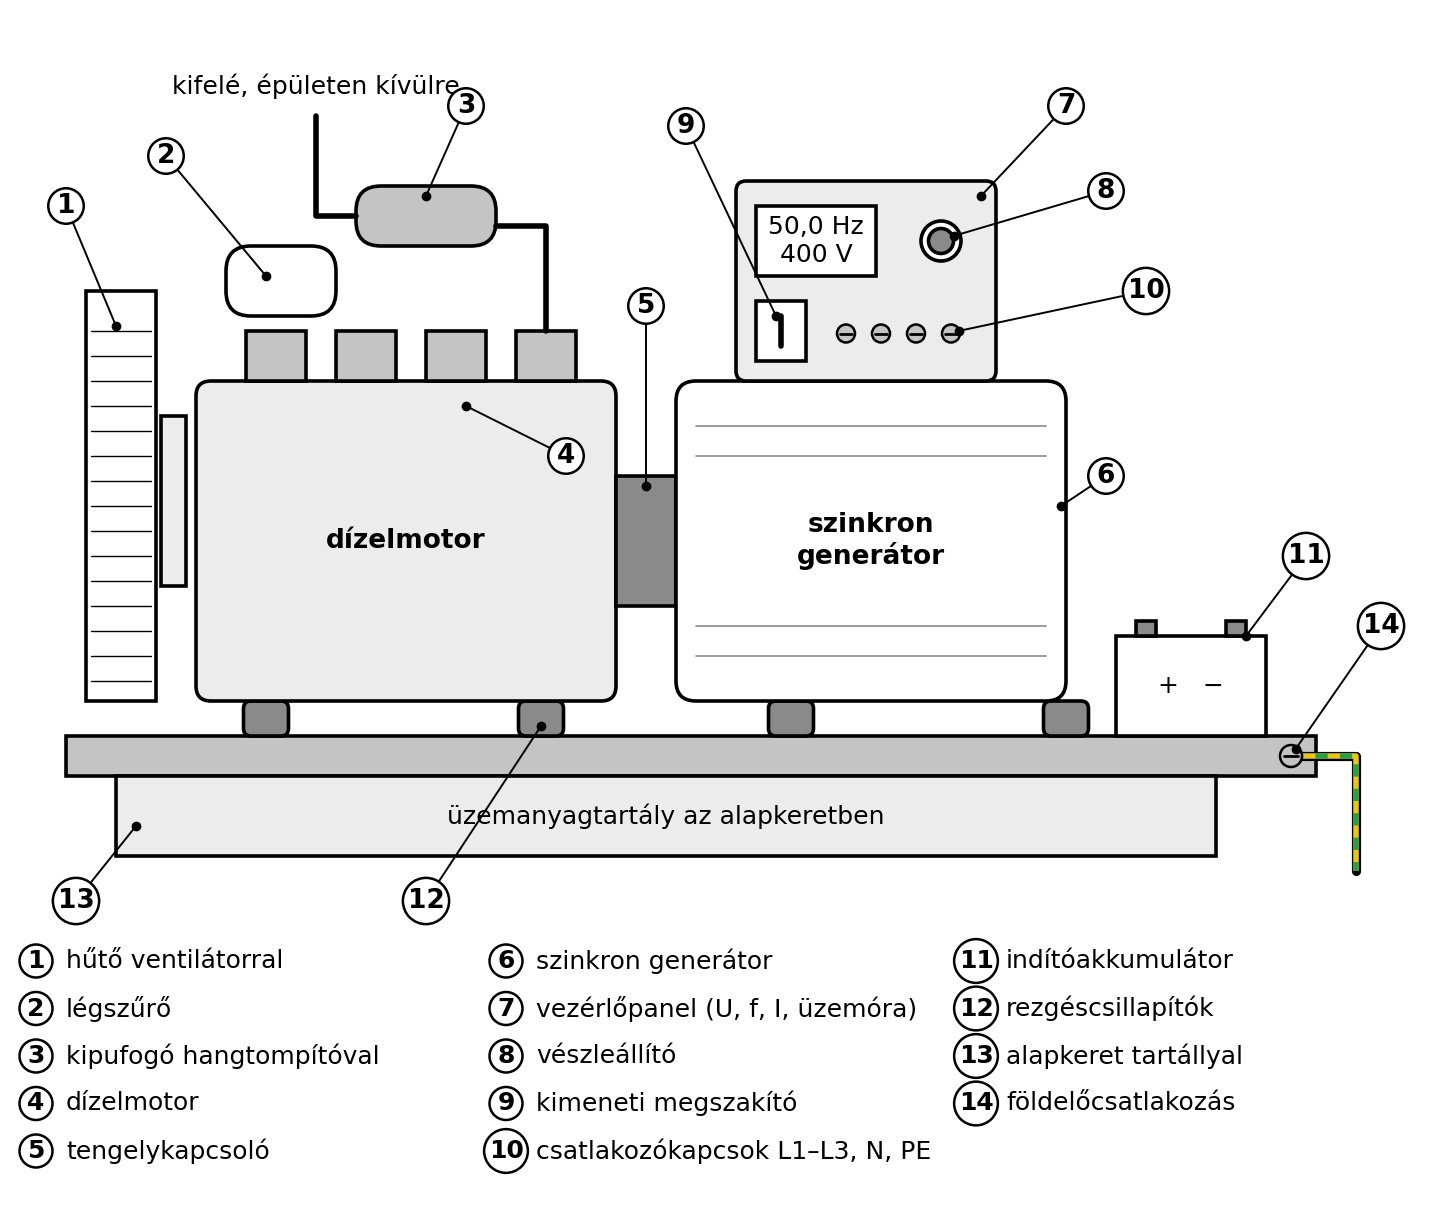 kifelé, épületen kívülre
3
7
9
2
8
1
50,0 Hz
400 V
10
5
4
6
dízelmotor
szinkron
generátor
11
14
+ −
üzemanyagtartály az alapkeretben
13
12
1 hűtő ventilátorral
2 légszűrő
3 kipufogó hangtompítóval
4 dízelmotor
5 tengelykapcsoló
6 szinkron generátor
7 vezérlőpanel (U, f, I, üzemóra)
8 vészleállító
9 kimeneti megszakító
10 csatlakozókapcsok L1–L3, N, PE
11 indítóakkumulátor
12 rezgéscsillapítók
13 alapkeret tartállyal
14 földelőcsatlakozás